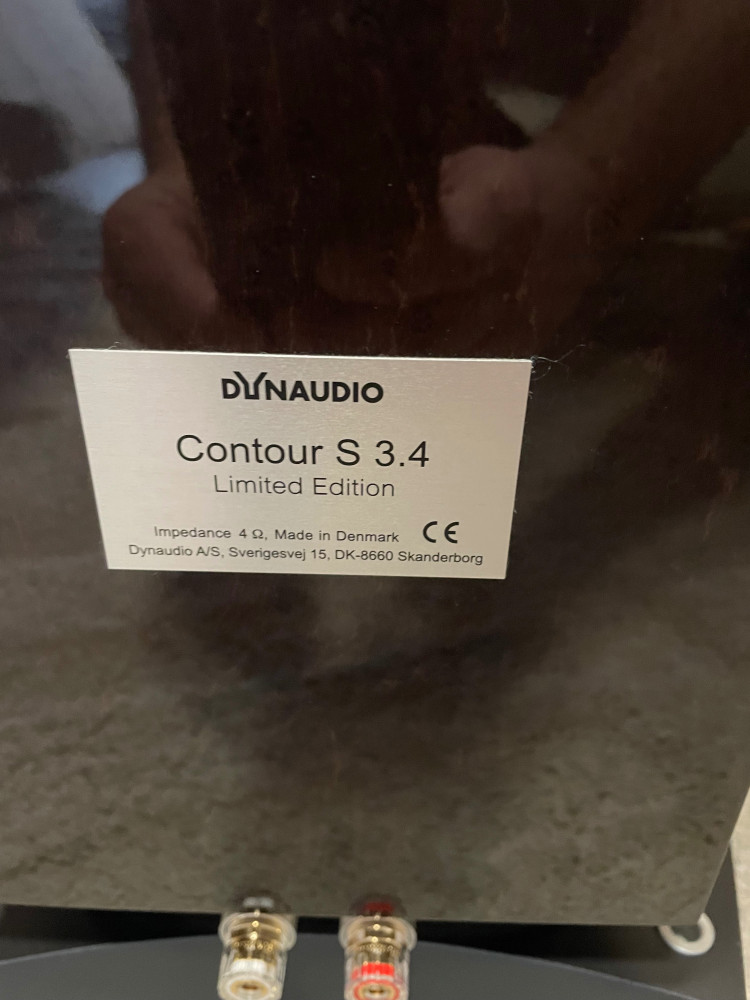 DYNAUDIO
Contour S 3.4
Limited Edition
Impedance 4 Ω, Made in Denmark CE
Dynaudio A/S, Sverigesvej 15, DK-8660 Skanderborg